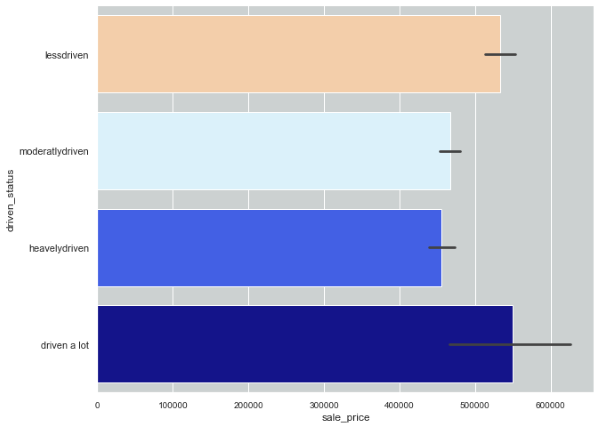 lessdriven
moderatlydriven
heavelydriven
driven a lot
driven_status
0 100000 200000 300000 400000 500000 600000
sale_price